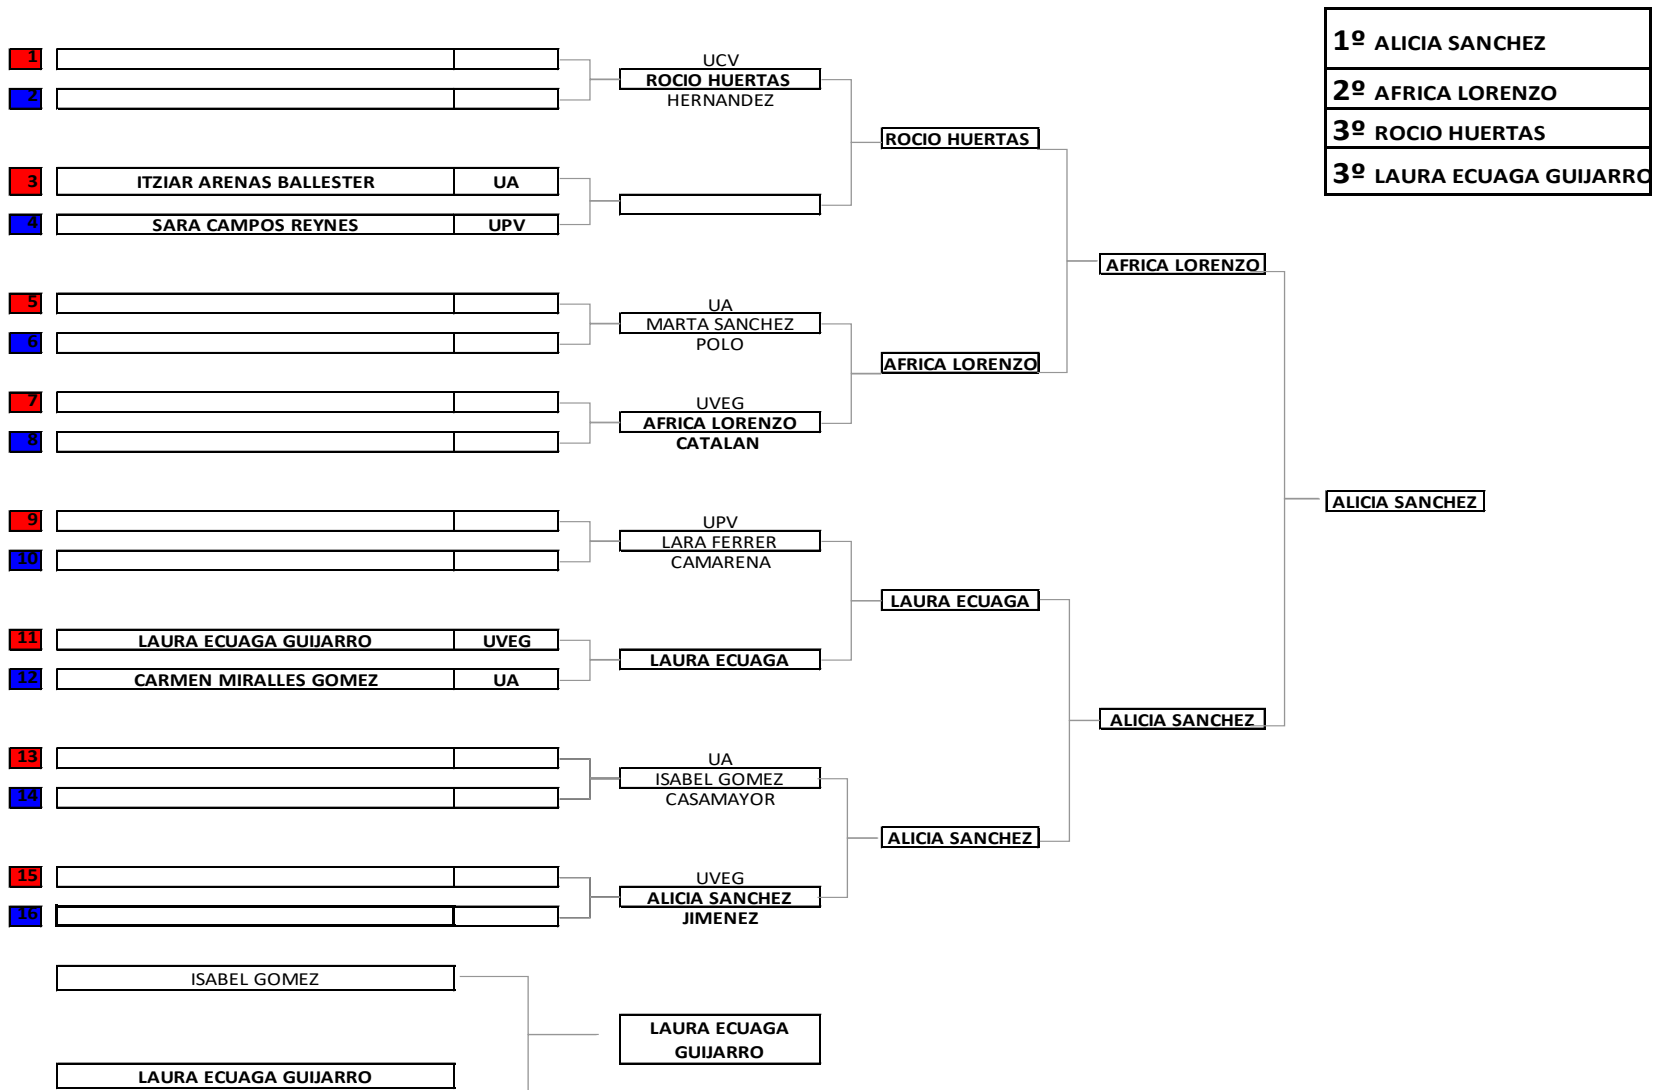 1º ALICIA SANCHEZ
2º AFRICA LORENZO
3º ROCIO HUERTAS
3º LAURA ECUAGA GUIJARRO
1
2
UCV
ROCIO HUERTAS
HERNANDEZ
ROCIO HUERTAS
3 ITZIAR ARENAS BALLESTER UA
4 SARA CAMPOS REYNES UPV
AFRICA LORENZO
5
6
UA
MARTA SANCHEZ
POLO
AFRICA LORENZO
7
8
UVEG
AFRICA LORENZO
CATALAN
ALICIA SANCHEZ
9
10
UPV
LARA FERRER
CAMARENA
LAURA ECUAGA
11 LAURA ECUAGA GUIJARRO UVEG
12 CARMEN MIRALLES GOMEZ UA
LAURA ECUAGA
ALICIA SANCHEZ
13
14
UA
ISABEL GOMEZ
CASAMAYOR
ALICIA SANCHEZ
15
16
UVEG
ALICIA SANCHEZ
JIMENEZ
ISABEL GOMEZ
LAURA ECUAGA
GUIJARRO
LAURA ECUAGA GUIJARRO